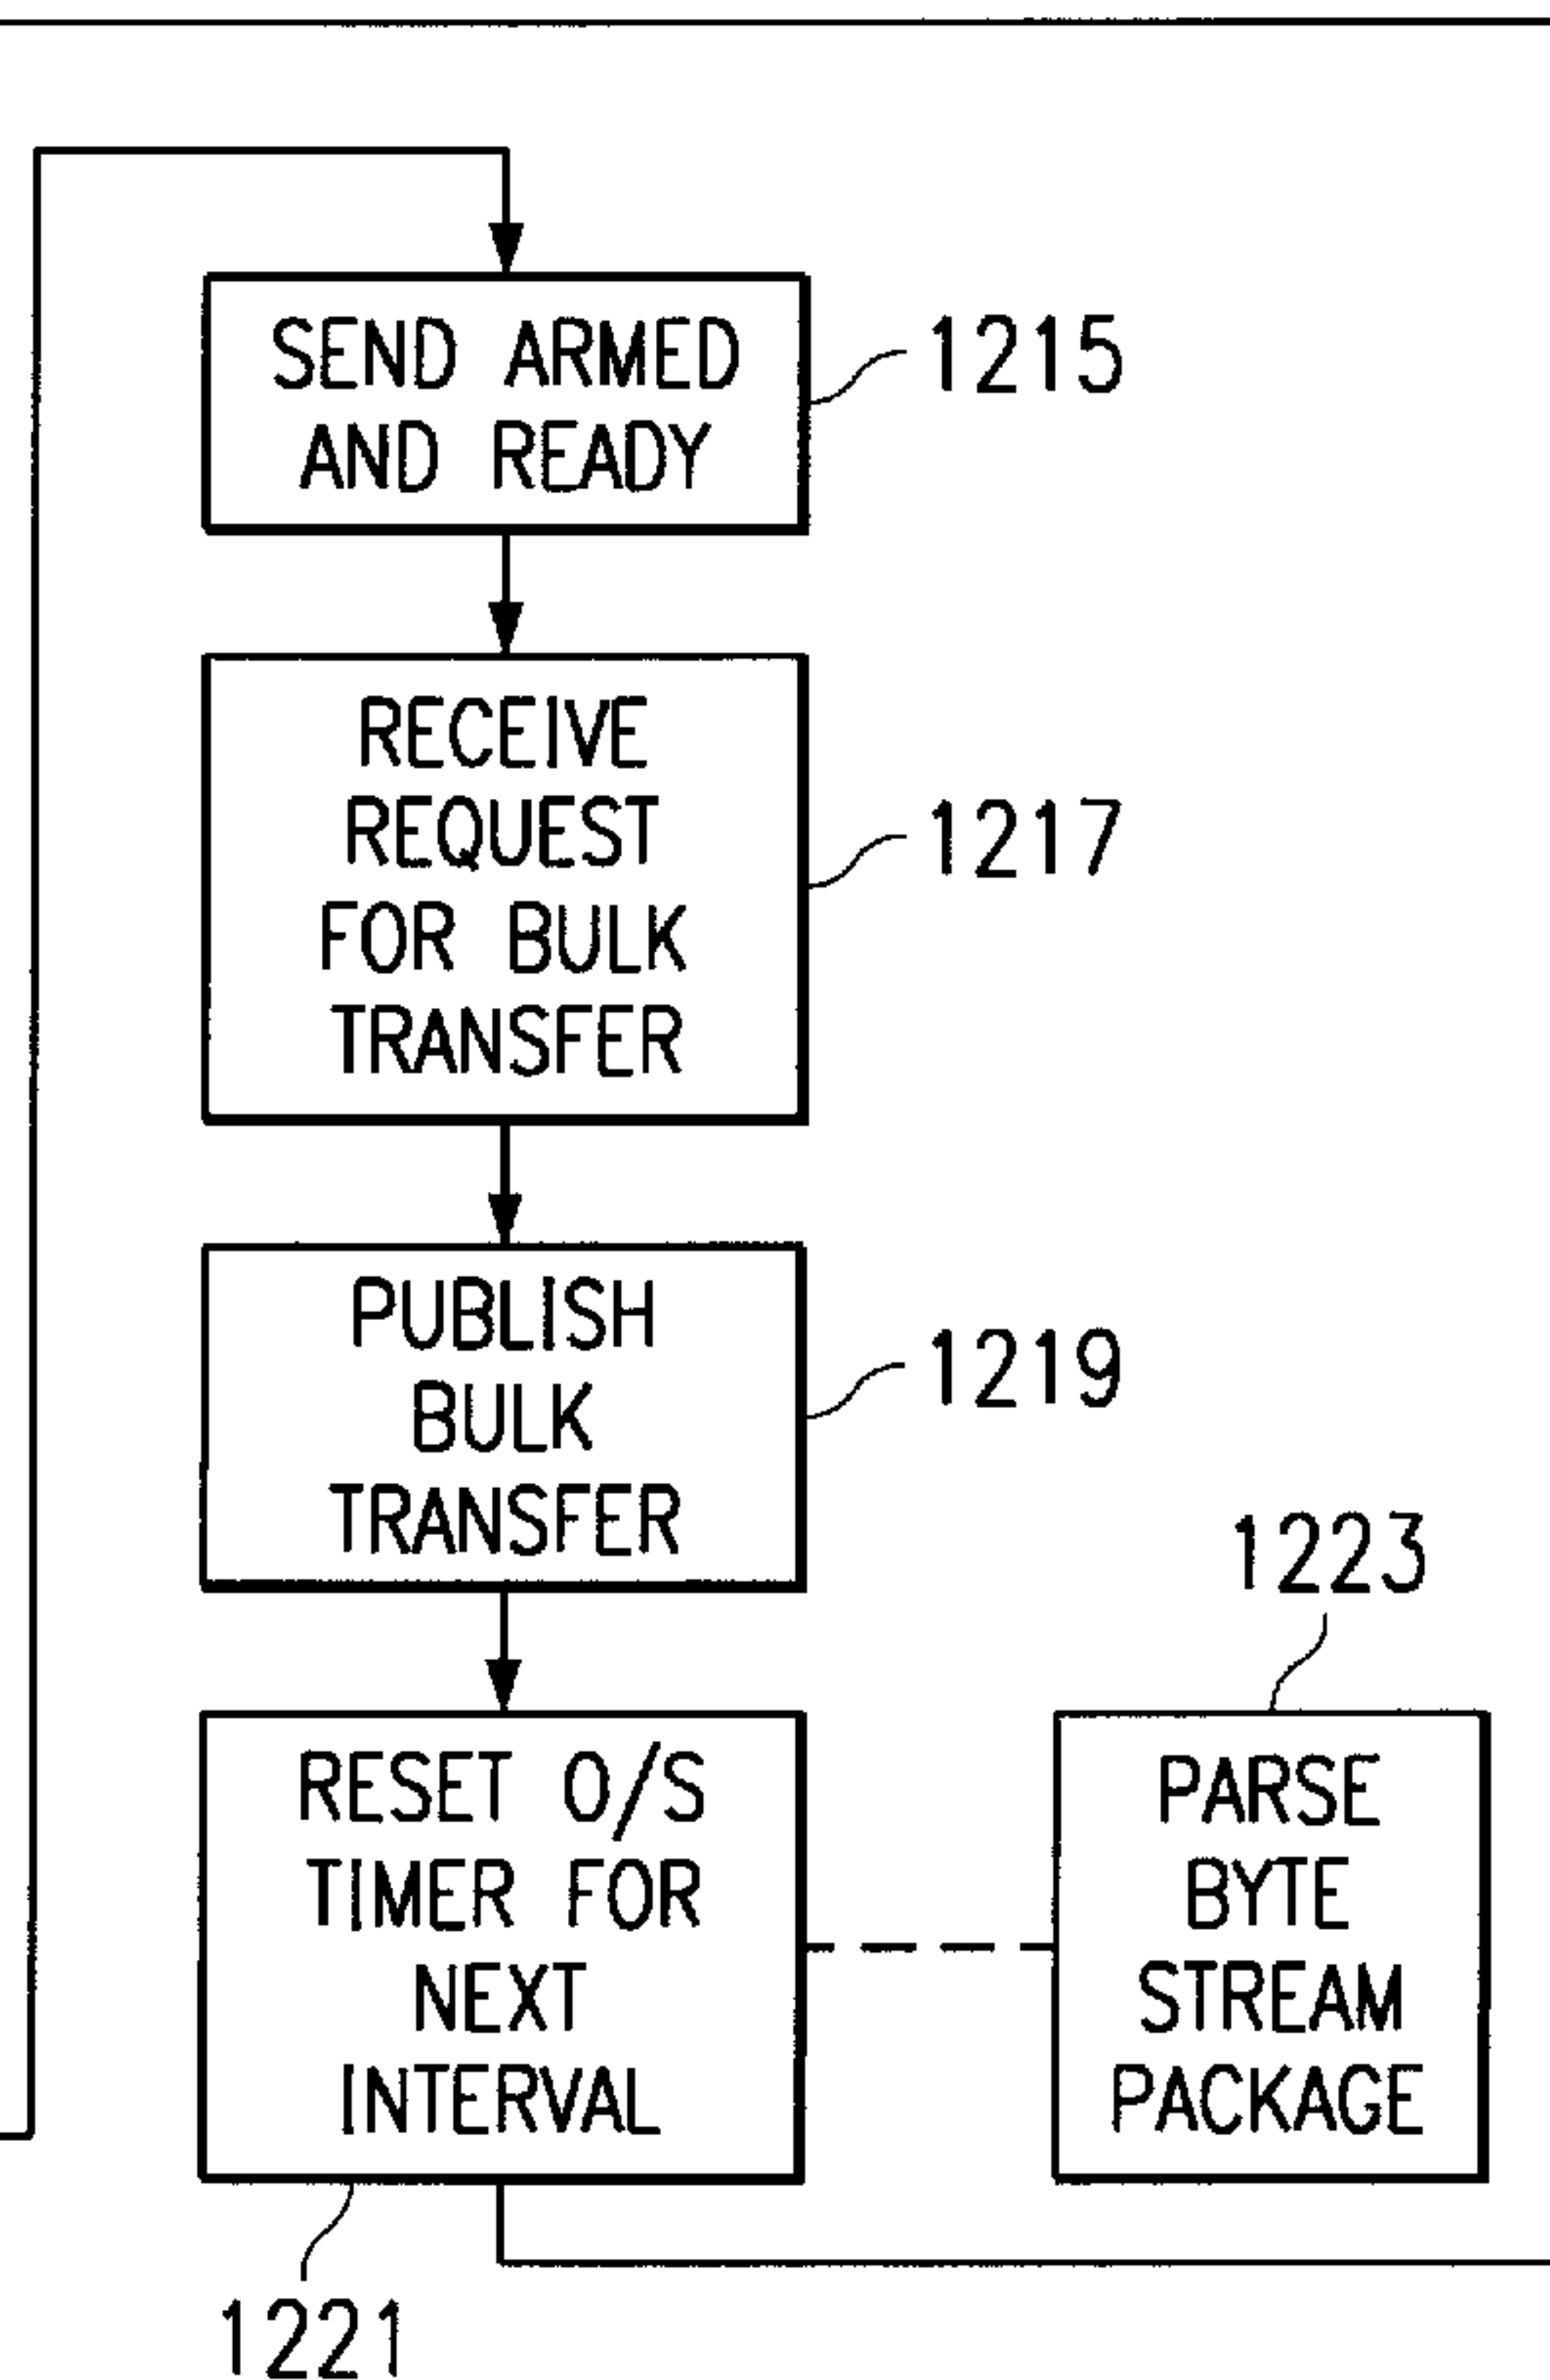 SEND ARMED
AND READY
1215
RECEIVE
REQUEST
FOR BULK
TRANSFER
1217
PUBLISH
BULK
TRANSFER
1219
RESET O/S
TIMER FOR
NEXT
INTERVAL
1221
1223
PARSE
BYTE
STREAM
PACKAGE